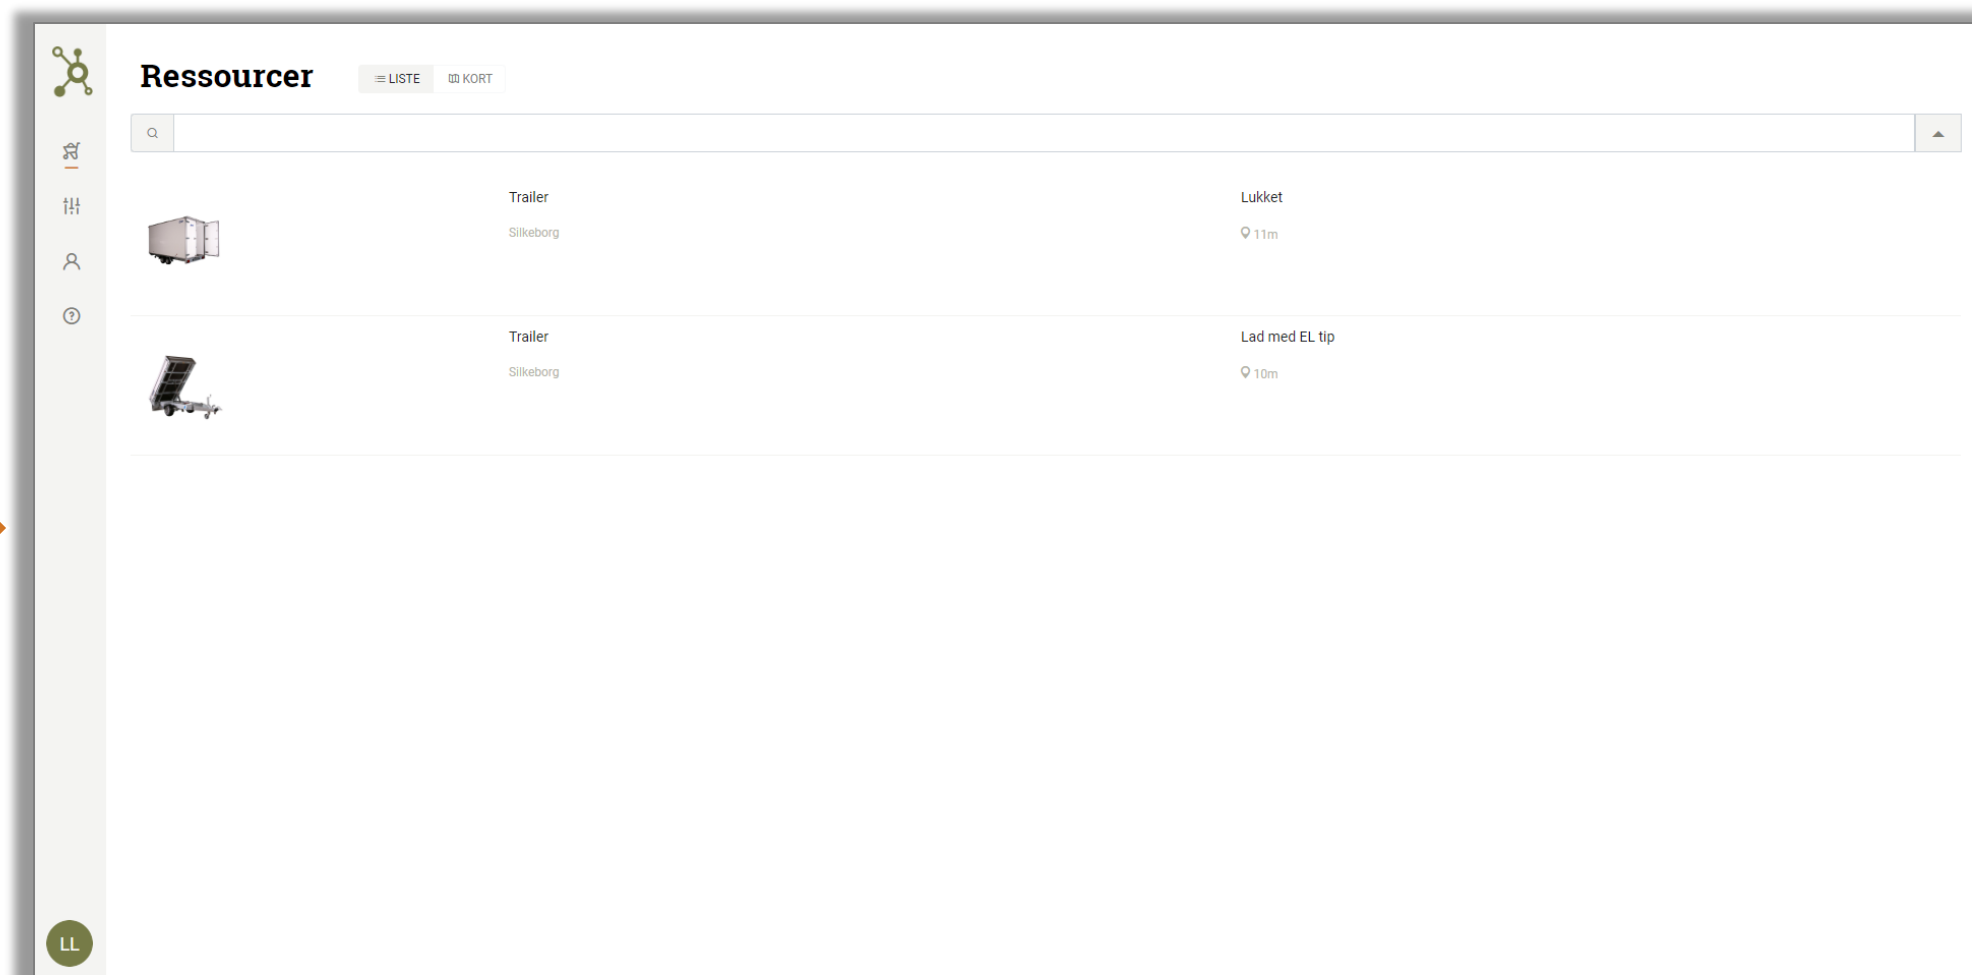 Ressourcer
LISTE
KORT
Trailer
Lukket
Silkeborg
11m
Trailer
Lad med EL tip
Silkeborg
10m
LL